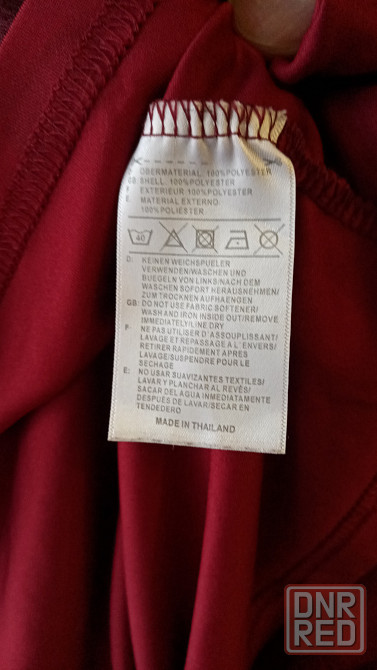 D: OBERMATERIAL: 100%POLYESTER
GB: SHELL: 100%POLYESTER
F: EXTERIEUR: 100%POLYESTER
E: MATERIAL EXTERNO:
100%POLIESTER
40
D: KEINEN WEICHSPUELER
VERWENDEN/WASCHEN UND
BUEGELN VON LINKS/NACH DEM
WASCHEN SOFORT HERAUSNEHMEN/
ZUM TROCKNEN AUFHAENGEN
GB: DO NOT USE FABRIC SOFTENER/
WASH AND IRON INSIDE OUT/REMOVE
IMMEDIATELY/LINE DRY
F: NE PAS UTILISER D'ASSOUPLISSANT/
LAVAGE ET REPASSAGE A L'ENVERS/
RETIRER RAPIDEMENT APRÈS
LAVAGE/SUSPENDRE POUR LE
SECHAGE
E: NO USAR SUAVIZANTES TEXTILES/
LAVAR Y PLANCHAR AL REVÉS/
SACAR DEL AGUA INMEDIATAMENTE
DESPUES DE LAVAR/SECAR EN
TENDEDERO
MADE IN THAILAND
DNR
RED